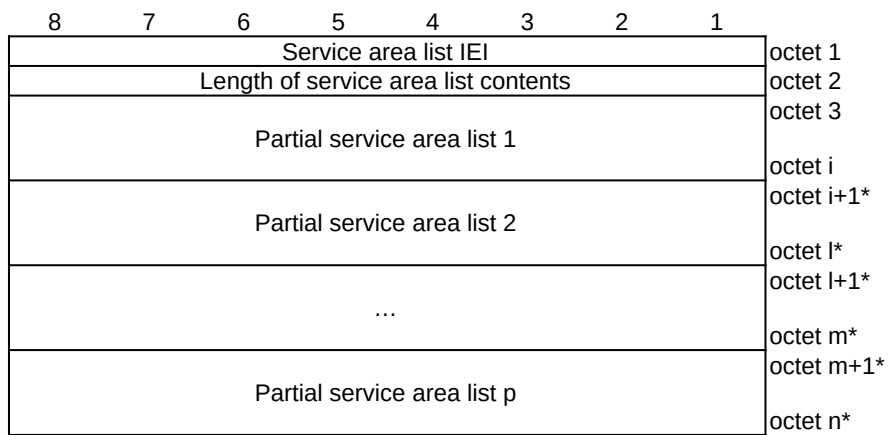 8 7 6 5 4 3 2 1
Service area list IEI octet 1
Length of service area list contents octet 2
octet 3
Partial service area list 1
octet i
octet i+1*
Partial service area list 2
octet l*
octet l+1*
…
octet m*
octet m+1*
Partial service area list p
octet n*